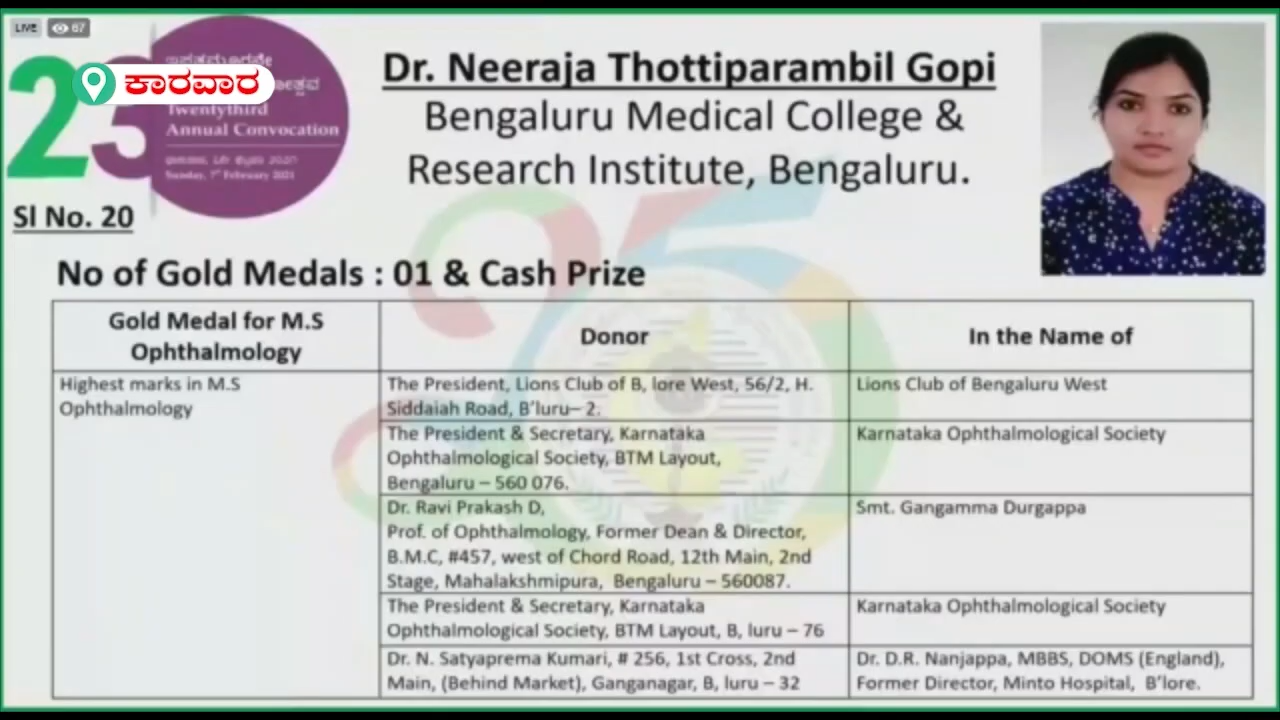 LIVE 67
23
ಕಾರವಾರ
Twentythird
Annual Convocation
Sunday, 7th February 2021
Sl No. 20
Dr. Neeraja Thottiparambil Gopi
Bengaluru Medical College &
Research Institute, Bengaluru.
No of Gold Medals : 01 & Cash Prize
Gold Medal for M.S
Ophthalmology
Donor
In the Name of
Highest marks in M.S
Ophthalmology
The President, Lions Club of B, lore West, 56/2, H.
Siddaiah Road, B'luru– 2.
Lions Club of Bengaluru West
The President & Secretary, Karnataka
Ophthalmological Society, BTM Layout,
Bengaluru – 560 076.
Karnataka Ophthalmological Society
Dr. Ravi Prakash D,
Prof. of Ophthalmology, Former Dean & Director,
B.M.C, #457, west of Chord Road, 12th Main, 2nd
Stage, Mahalakshmipura, Bengaluru – 560087.
Smt. Gangamma Durgappa
The President & Secretary, Karnataka
Ophthalmological Society, BTM Layout, B, luru – 76
Karnataka Ophthalmological Society
Dr. N. Satyaprema Kumari, # 256, 1st Cross, 2nd
Main, (Behind Market), Ganganagar, B, luru – 32
Dr. D.R. Nanjappa, MBBS, DOMS (England),
Former Director, Minto Hospital, B'lore.